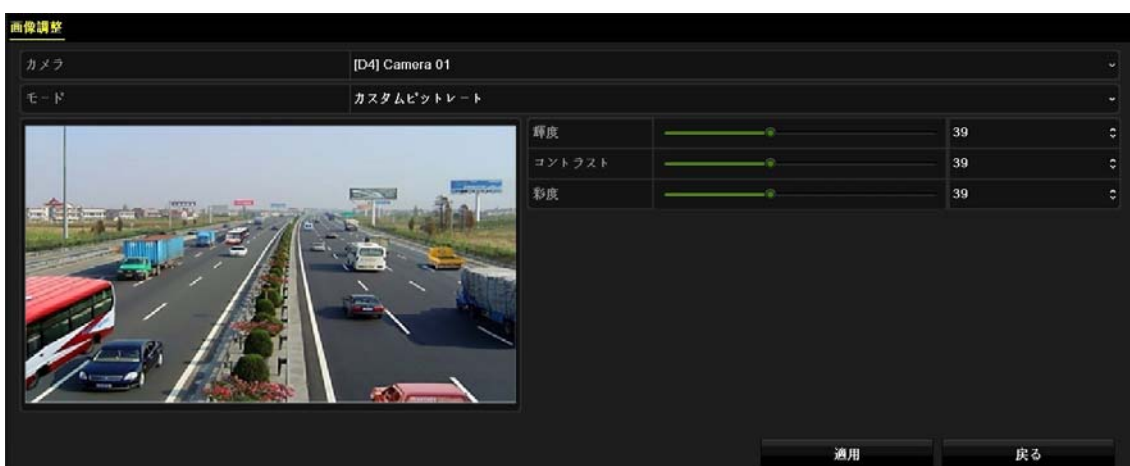 画像調整
カメラ [D4] Camera 01
モード カスタムビットレート
輝度 39
コントラスト 39
彩度 39
適用 戻る